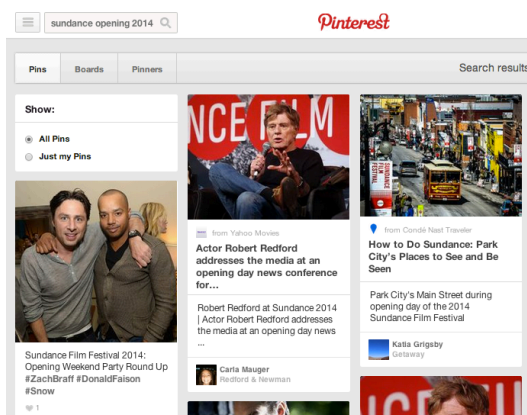 sundance opening 2014
Pinterest
Pins
Boards
Pinners
Search results
Show:
All Pins
Just my Pins
Sundance Film Festival 2014:
Opening Weekend Party Round Up
#ZachBraff #DonaldFaison
#Snow
1
NCE FILM
from Yahoo Movies
Actor Robert Redford
addresses the media at an
opening day news conference
for...
Robert Redford at Sundance 2014
| Actor Robert Redford addresses
the media at an opening day news
...
Carla Mauger
Redford & Newman
SUNDANCE
FILM
FESTIVAL
from Condé Nast Traveler
How to Do Sundance: Park
City's Places to See and Be
Seen
Park City's Main Street during
opening day of the 2014
Sundance Film Festival
Katia Grigsby
Getaway